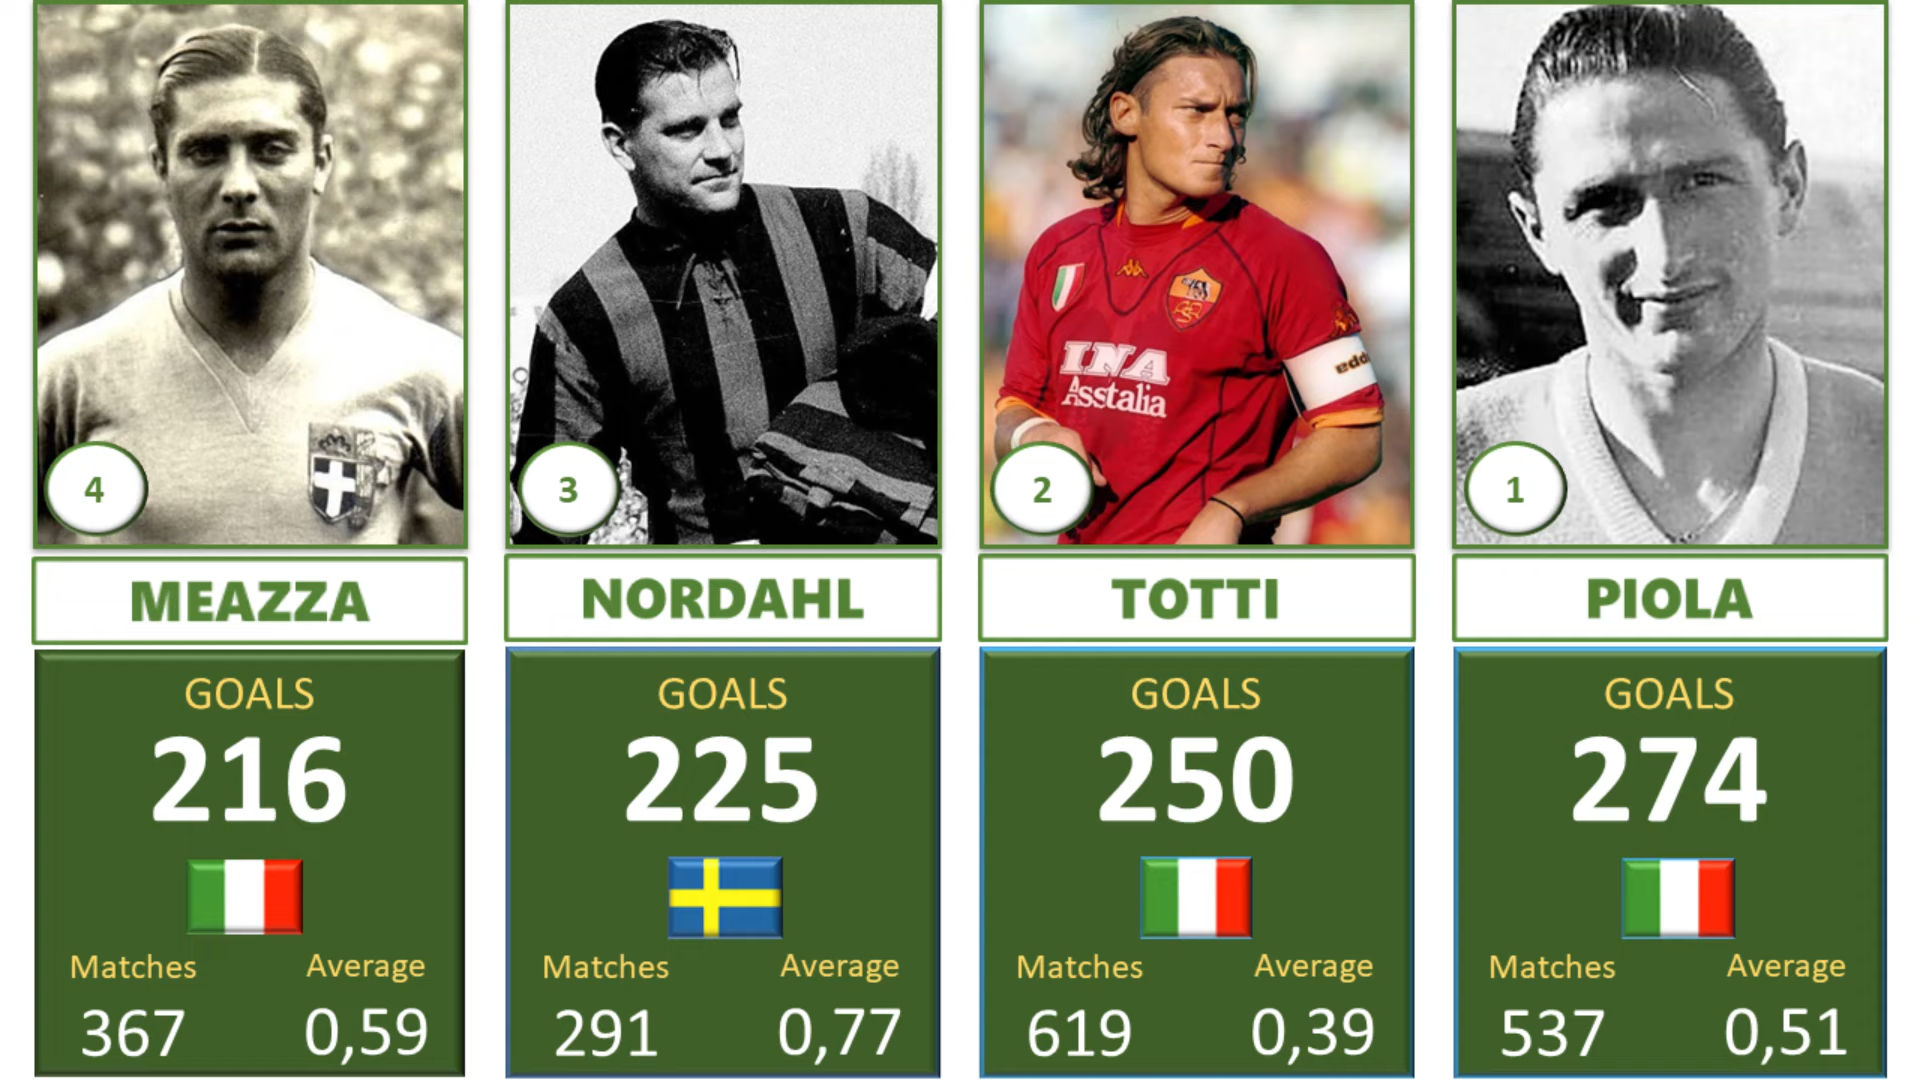 4
3
INA
Asstalia
2
1
MEAZZA
NORDAHL
TOTTI
PIOLA
GOALS
216
Matches Average
367 0,59
GOALS
225
Matches Average
291 0,77
GOALS
250
Matches Average
619 0,39
GOALS
274
Matches Average
537 0,51